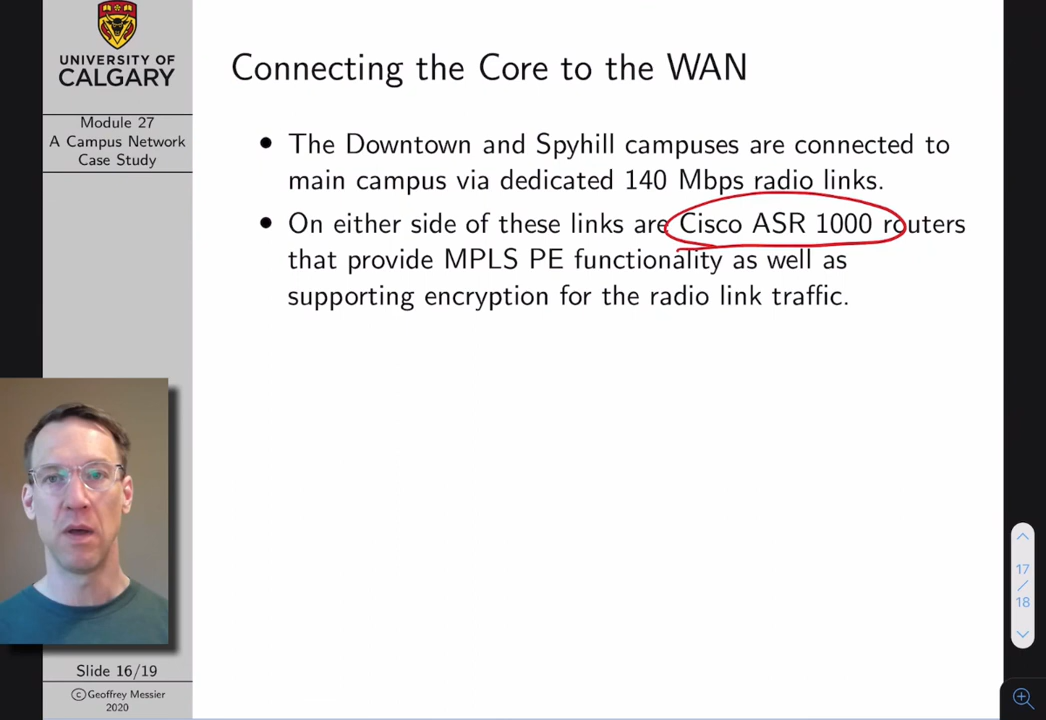 UNIVERSITY OF
CALGARY
Module 27
A Campus Network
Case Study
Connecting the Core to the WAN
• The Downtown and Spyhill campuses are connected to
main campus via dedicated 140 Mbps radio links.
• On either side of these links are Cisco ASR 1000 routers
that provide MPLS PE functionality as well as
supporting encryption for the radio link traffic.
17
/
18
Slide 16/19
©Geoffrey Messier
2020